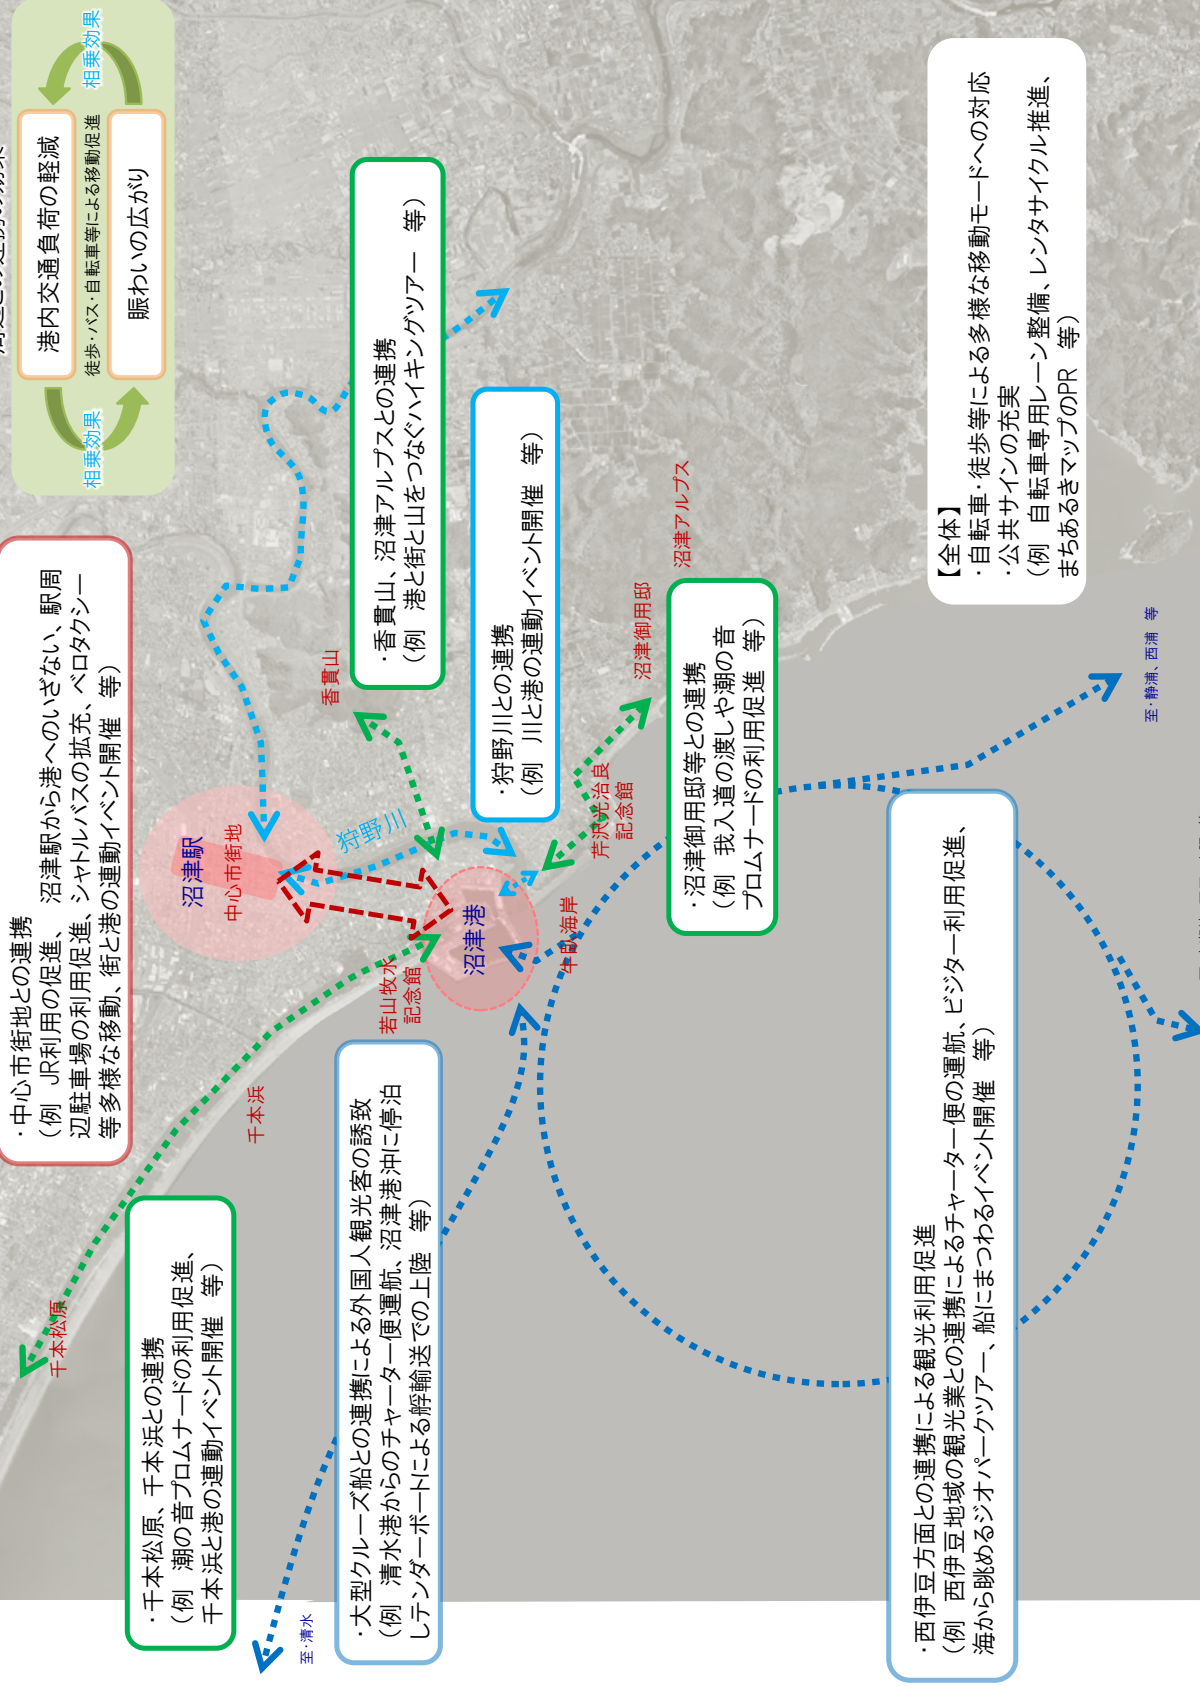 港内交通負荷の軽減
徒歩・バス・自転車等による移動促進
賑わいの広がり
相乗効果
相乗効果
・中心市街地との連携
（例　JR利用の促進、　沼津駅から港へのいざない、駅周
辺駐車場の利用促進、シャトルバスの拡充、ベロタクシー
等多様な移動、街と港の連動イベント開催　等）
・千本松原、千本浜との連携
（例　潮の音プロムナードの利用促進、
千本浜と港の連動イベント開催　等）
・大型クルーズ船との連携による外国人観光客の誘致
（例　清水港からのチャーター便運航、沼津港沖に停泊
しテンダーボートによる艀輸送での上陸　等）
・香貫山、沼津アルプスとの連携
（例　港と街と山をつなぐハイキングツアー　等）
・狩野川との連携
（例　川と港の連動イベント開催　等）
・沼津御用邸等との連携
（例　我入道の渡しや潮の音
プロムナードの利用促進　等）
・西伊豆方面との連携による観光利用促進
（例　西伊豆地域の観光業との連携によるチャーター便の運航、ビジター利用促進、
海から眺めるジオパークツアー、船にまつわるイベント開催　等）
【全体】
・自転車・徒歩等による多様な移動モードへの対応
・公共サインの充実
（例　自転車専用レーン整備、レンタサイクル推進、
まちあるきマップのPR　等）
千本松原
千本浜
沼津駅
中心市街地
狩野川
香貫山
若山牧水
記念館
沼津港
牛臥海岸
芹沢光治良
記念館
沼津御用邸
沼津アルプス
至・清水
至・静浦、西浦　等